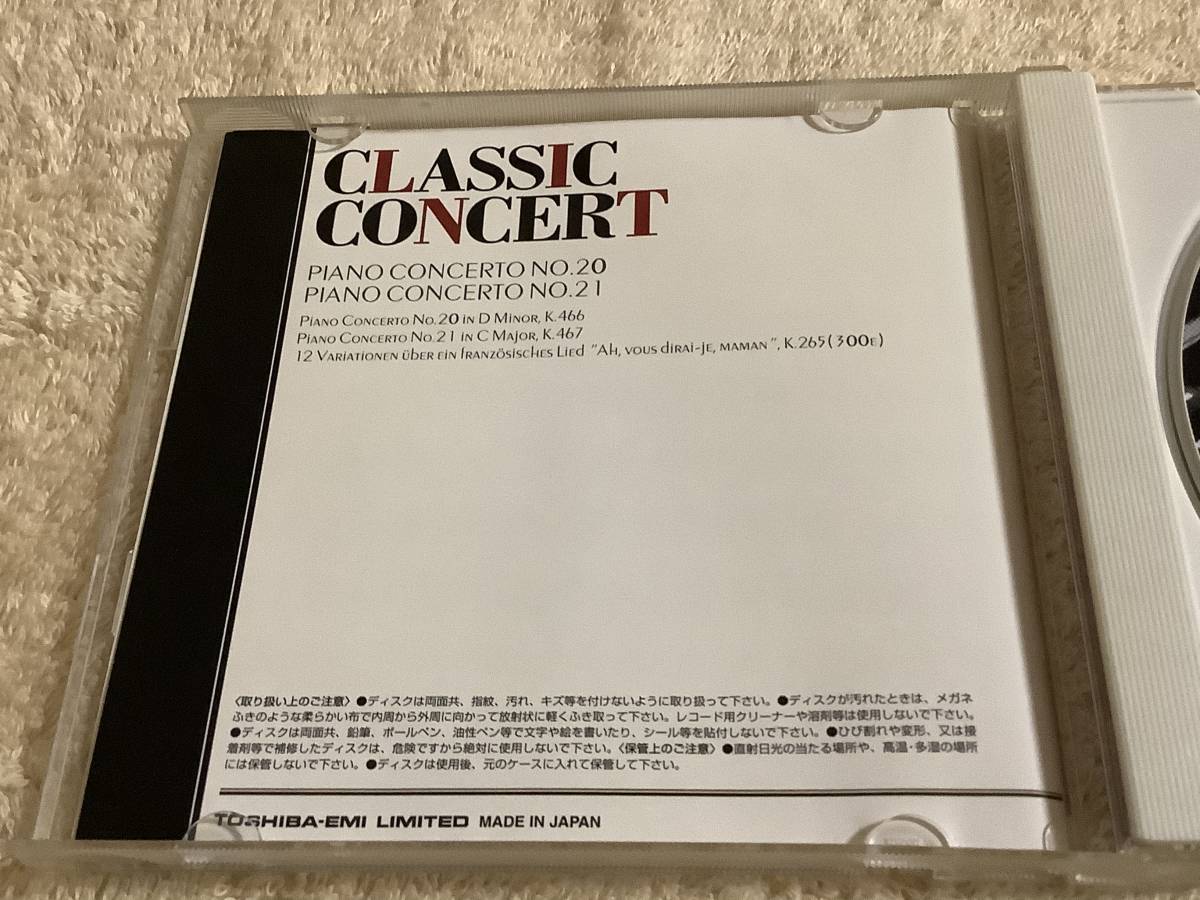 CLASSIC
CONCERT
PIANO CONCERTO NO.20
PIANO CONCERTO NO.21
PIANO CONCERTO NO.20 IN D MINOR, K.466
PIANO CONCERTO NO.21 IN C MAJOR, K.467
12 VARIATIONEN ÜBER EIN FRANZÖSISCHES LIED "AH, VOUS DIRAI-JE, MAMAN", K.265(300E)
〈取り扱い上のご注意〉●ディスクは両面共、指紋、汚れ、キズ等を付けないように取り扱って下さい。●ディスクが汚れたときは、メガネ
ふきのような柔らかい布で内周から外周に向かって放射状に軽くふき取って下さい。レコード用クリーナーや溶剤等は使用しないで下さい。
●ディスクは両面共、鉛筆、ボールペン、油性ペン等で文字や絵を書いたり、シール等を貼付しないで下さい。●ひび割れや変形、又は接
着剤等で補修したディスクは、危険ですから絶対に使用しないで下さい。〈保管上のご注意〉●直射日光の当たる場所や、高温・多湿の場所
には保管しないで下さい。●ディスクは使用後、元のケースに入れて保管して下さい。
TOSHIBA-EMI LIMITED MADE IN JAPAN